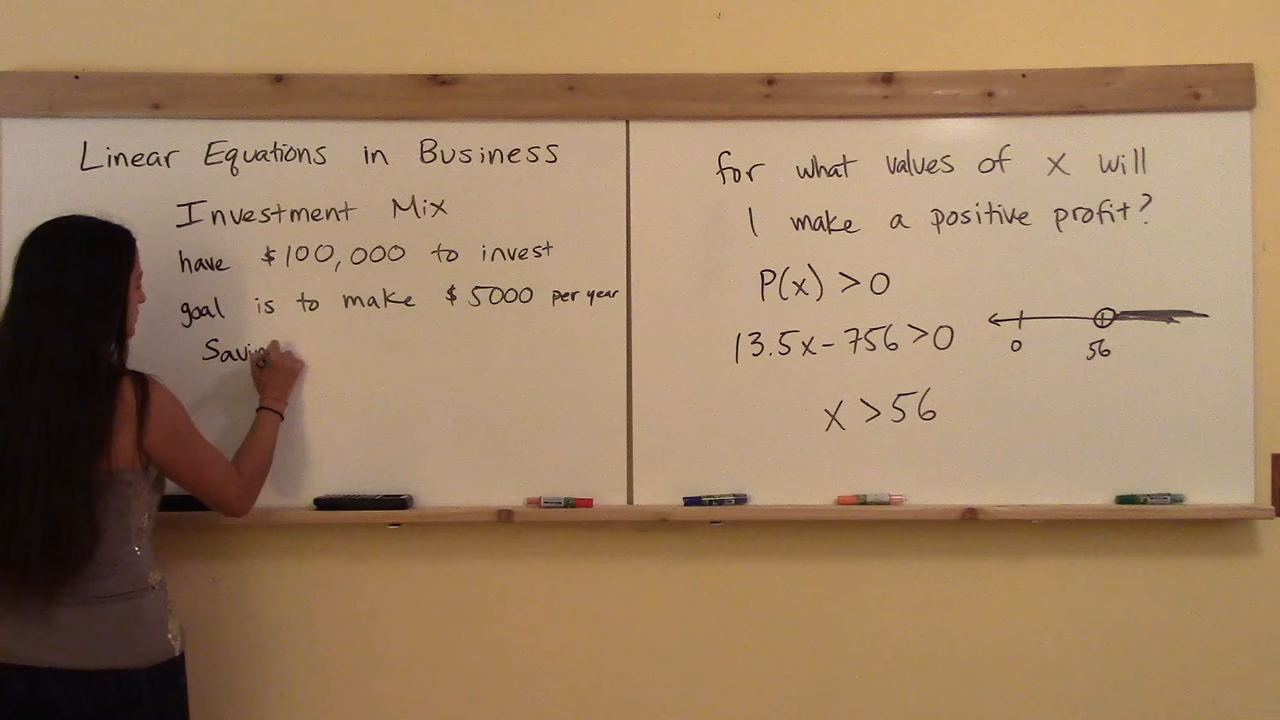 Linear Equations in Business
Investment Mix
have $100,000 to invest
goal is to make $5000 per year
Saving
for what values of x will
I make a positive profit?
P(x) > 0
13.5x - 756 > 0
0 56
x > 56